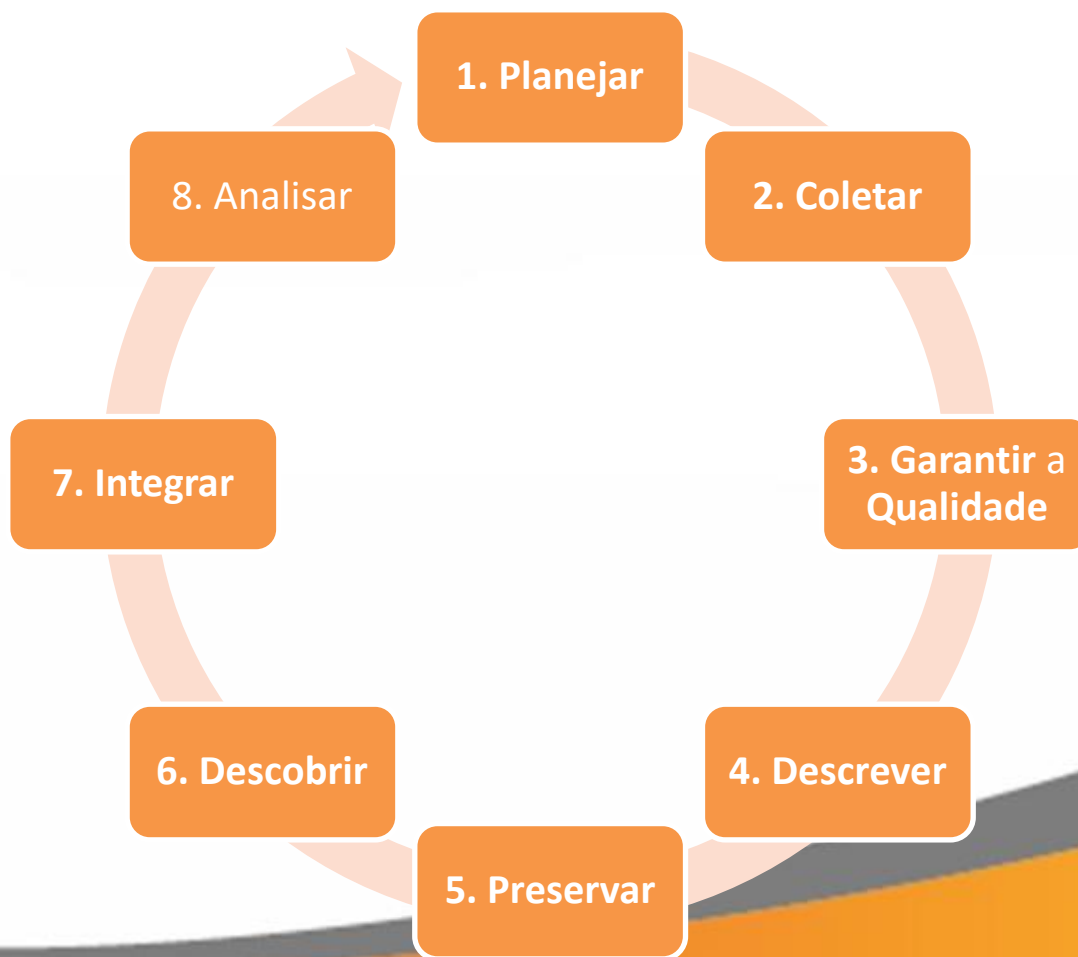 1. Planejar
2. Coletar
3. Garantir a
Qualidade
4. Descrever
5. Preservar
6. Descobrir
7. Integrar
8. Analisar